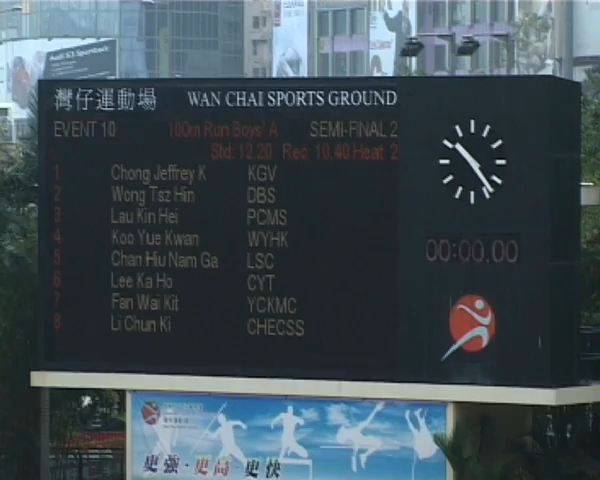 Audi S3 Sportback
灣仔運動場 WAN CHAI SPORTS GROUND
EVENT 10 100m Run Boys' A SEMI-FINAL 2
Std: 12.20 Rec: 10.40 Heat: 2
1 Chong Jeffrey K KGV
2 Wong Tsz Hin DBS
3 Lau Kin Hei PCMS
4 Koo Yue Kwan WYHK
5 Chan Hiu Nam Ga LSC
6 Lee Ka Ho CYT
7 Fan Wai Kit YCKMC
8 Li Chun Ki CHECSS
00:00.00
更強·更高 更快